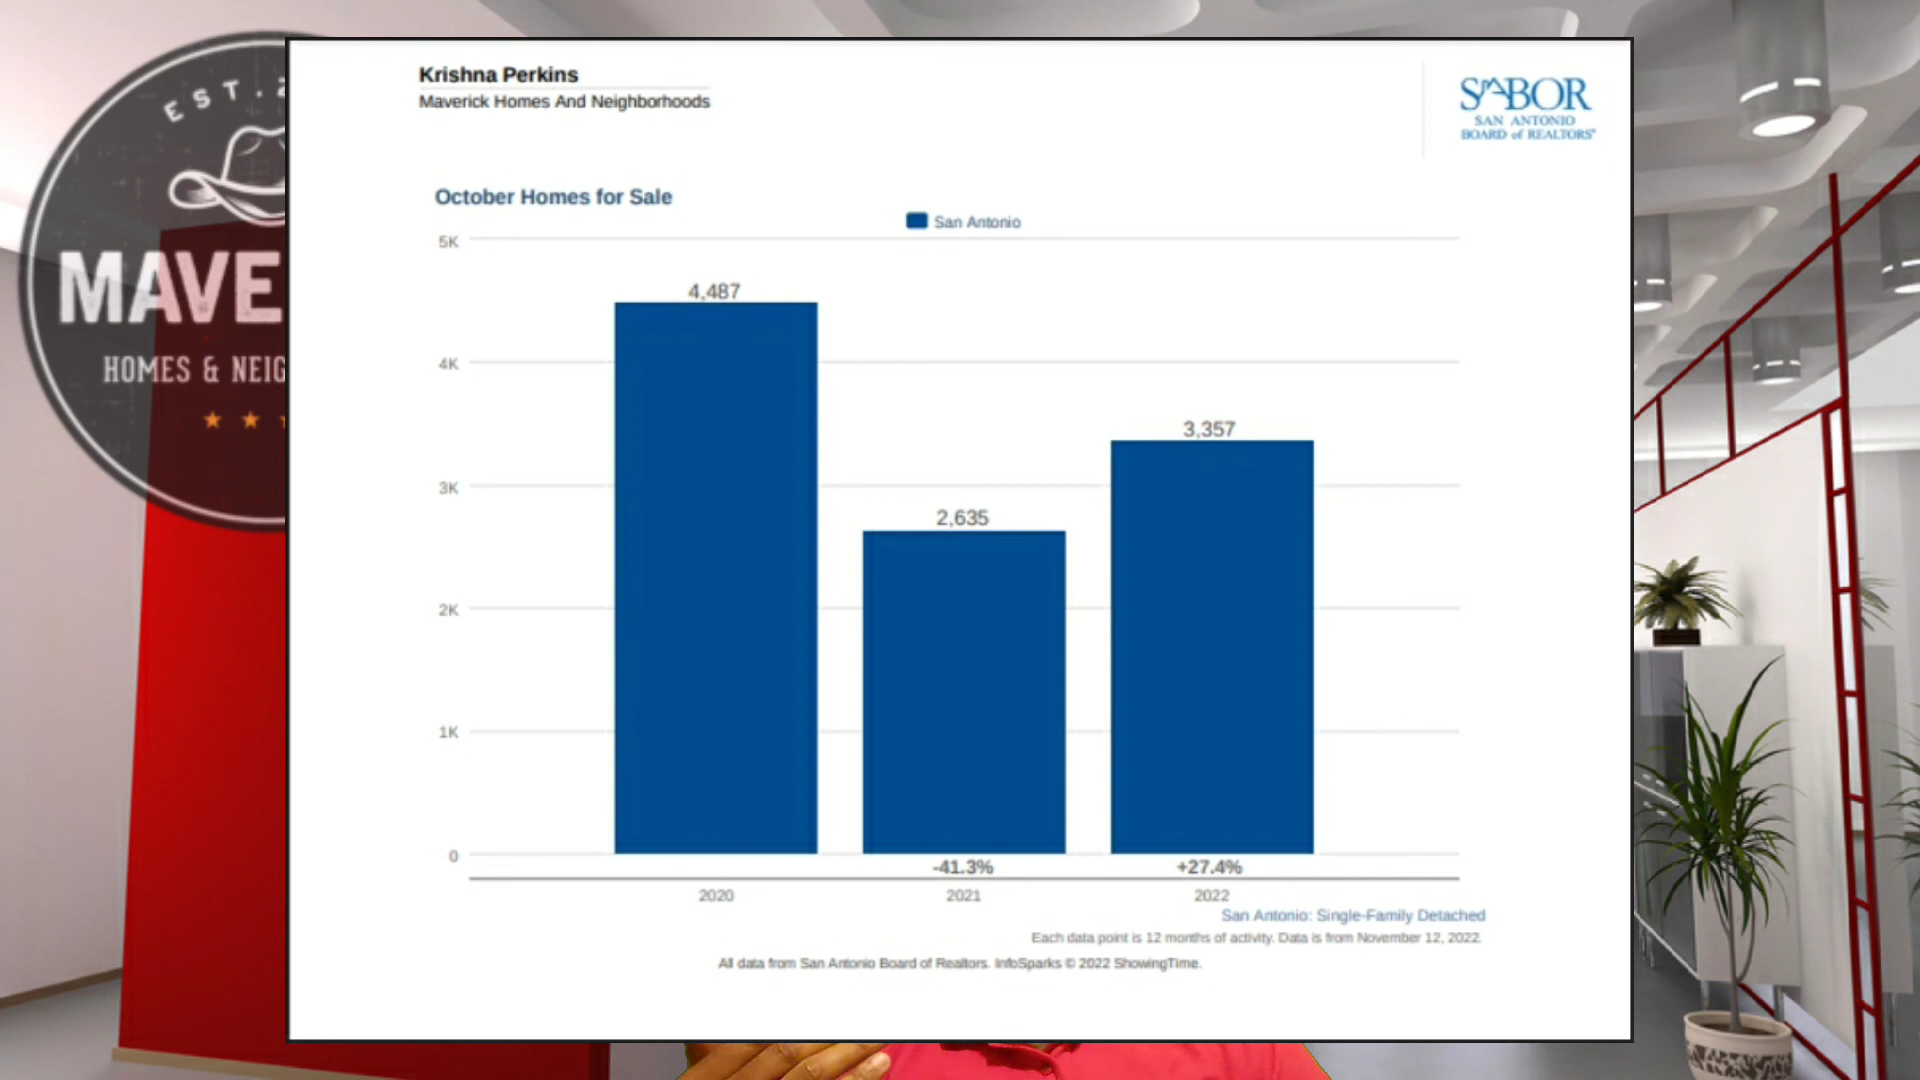 EST.
MAVE
HOMES & NEIG
Krishna Perkins
Maverick Homes And Neighborhoods
SABOR
SAN ANTONIO
BOARD of REALTORS®
October Homes for Sale
San Antonio
5K
4K
3K
2K
1K
0
4,487
2,635
3,357
-41.3%
+27.4%
2020
2021
2022
San Antonio: Single-Family Detached
Each data point is 12 months of activity. Data is from November 12, 2022.
All data from San Antonio Board of Realtors. InfoSparks © 2022 ShowingTime.